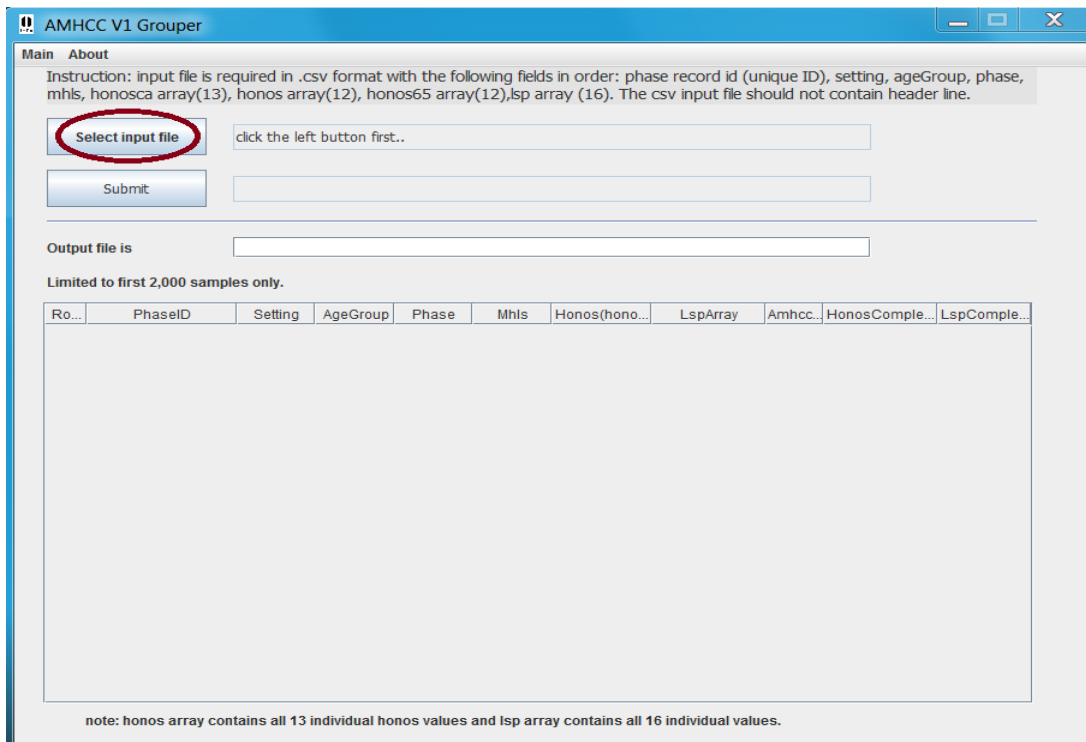 AMHCC V1 Grouper
Main About
Instruction: input file is required in .csv format with the following fields in order: phase record id (unique ID), setting, ageGroup, phase,
mhls, honosca array(13), honos array(12), honos65 array(12),lsp array (16). The csv input file should not contain header line.
Select input file click the left button first..
Submit
Output file is
Limited to first 2,000 samples only.
Ro... PhaseID Setting AgeGroup Phase Mhls Honos(hono... LspArray Amhcc... HonosComple... LspComple...
note: honos array contains all 13 individual honos values and lsp array contains all 16 individual values.